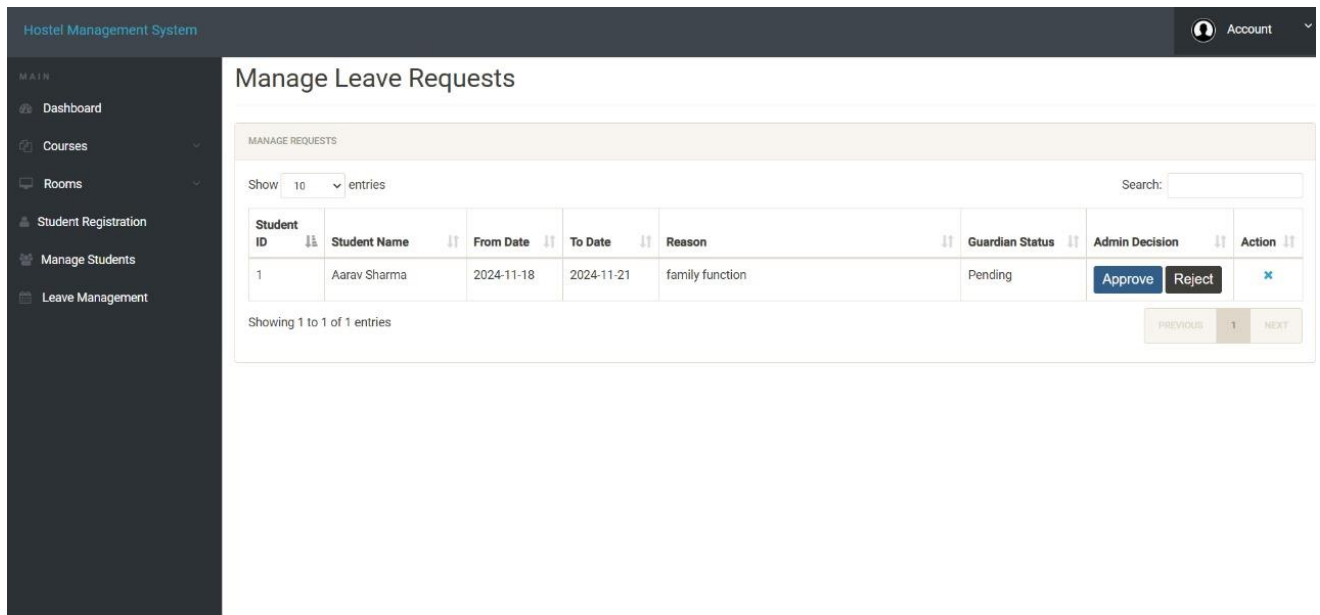 Hostel Management System
Account
MAIN
Dashboard
Courses
Rooms
Student Registration
Manage Students
Leave Management
Manage Leave Requests
MANAGE REQUESTS
Show 10 entries
Search:
Student ID Student Name From Date To Date Reason Guardian Status Admin Decision Action
1 Aarav Sharma 2024-11-18 2024-11-21 family function Pending Approve Reject
Showing 1 to 1 of 1 entries
PREVIOUS 1 NEXT